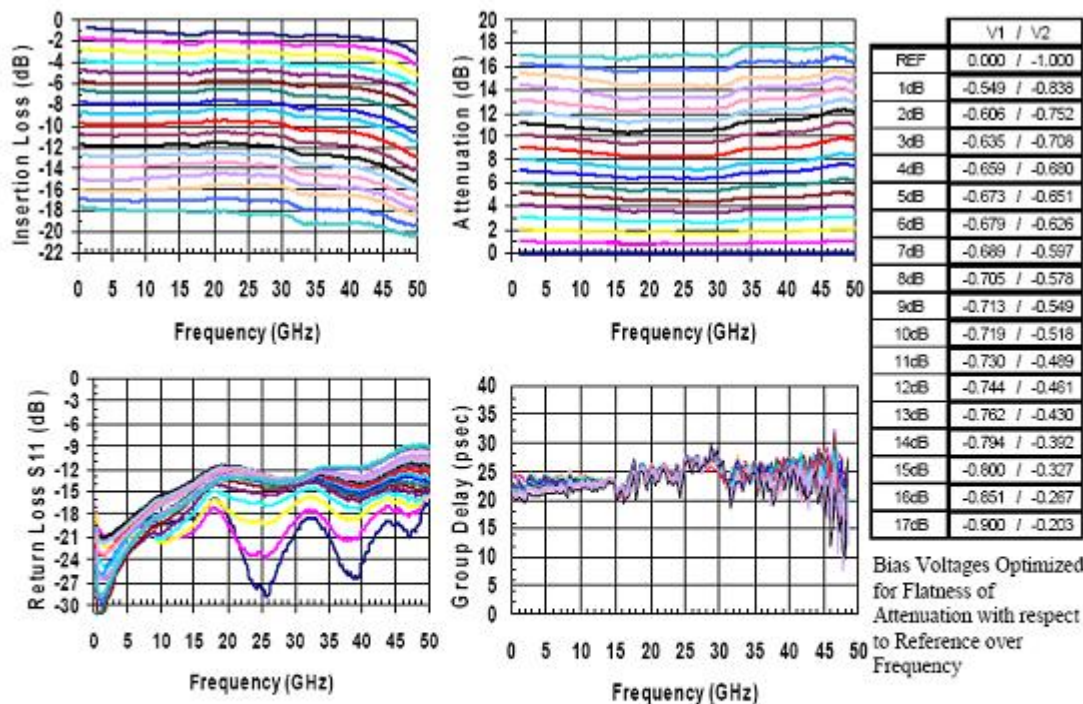 Insertion Loss (dB)
0
-2
-4
-6
-8
-10
-12
-14
-16
-18
-20
-22
0 5 10 15 20 25 30 35 40 45 50
Frequency (GHz)
Attenuation (dB)
20
18
16
14
12
10
8
6
4
2
0
0 5 10 15 20 25 30 35 40 45 50
Frequency (GHz)
V1 / V2
REF 0.000 / -1.000
1dB -0.549 / -0.838
2dB -0.606 / -0.752
3dB -0.635 / -0.708
4dB -0.659 / -0.680
5dB -0.673 / -0.651
6dB -0.679 / -0.626
7dB -0.689 / -0.597
8dB -0.705 / -0.578
9dB -0.713 / -0.549
10dB -0.719 / -0.518
11dB -0.730 / -0.489
12dB -0.744 / -0.461
13dB -0.762 / -0.430
14dB -0.794 / -0.392
15dB -0.800 / -0.327
16dB -0.851 / -0.267
17dB -0.900 / -0.203
Return Loss S11 (dB)
0
-3
-6
-9
-12
-15
-18
-21
-24
-27
-30
0 5 10 15 20 25 30 35 40 45 50
Frequency (GHz)
Group Delay (psec)
40
35
30
25
20
15
10
5
0
0 5 10 15 20 25 30 35 40 45 50
Frequency (GHz)
Bias Voltages Optimized
for Flatness of
Attenuation with respect
to Reference over
Frequency